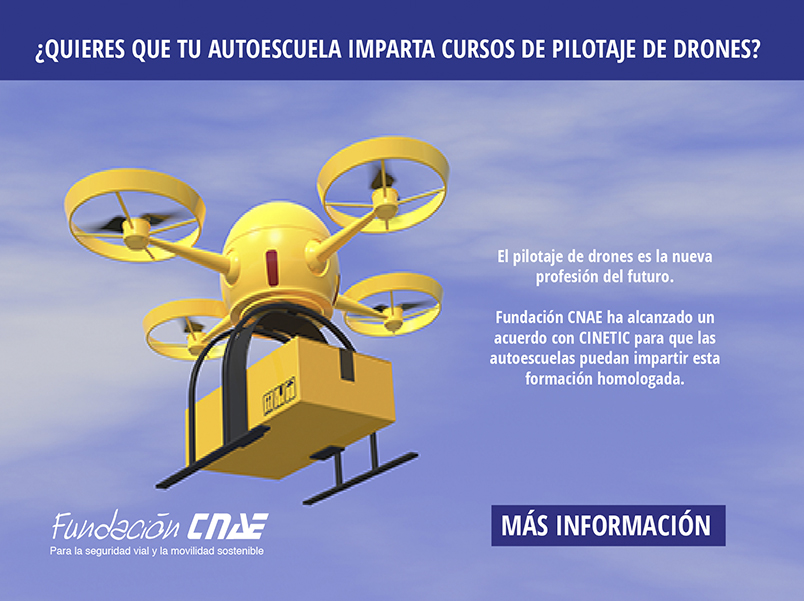 ¿QUIERES QUE TU AUTOESCUELA IMPARTA CURSOS DE PILOTAJE DE DRONES?
El pilotaje de drones es la nueva
profesión del futuro.
Fundación CNAE ha alcanzado un
acuerdo con CINETIC para que las
autoescuelas puedan impartir esta
formación homologada.
Fundación CNAE
Para la seguridad vial y la movilidad sostenible
MÁS INFORMACIÓN